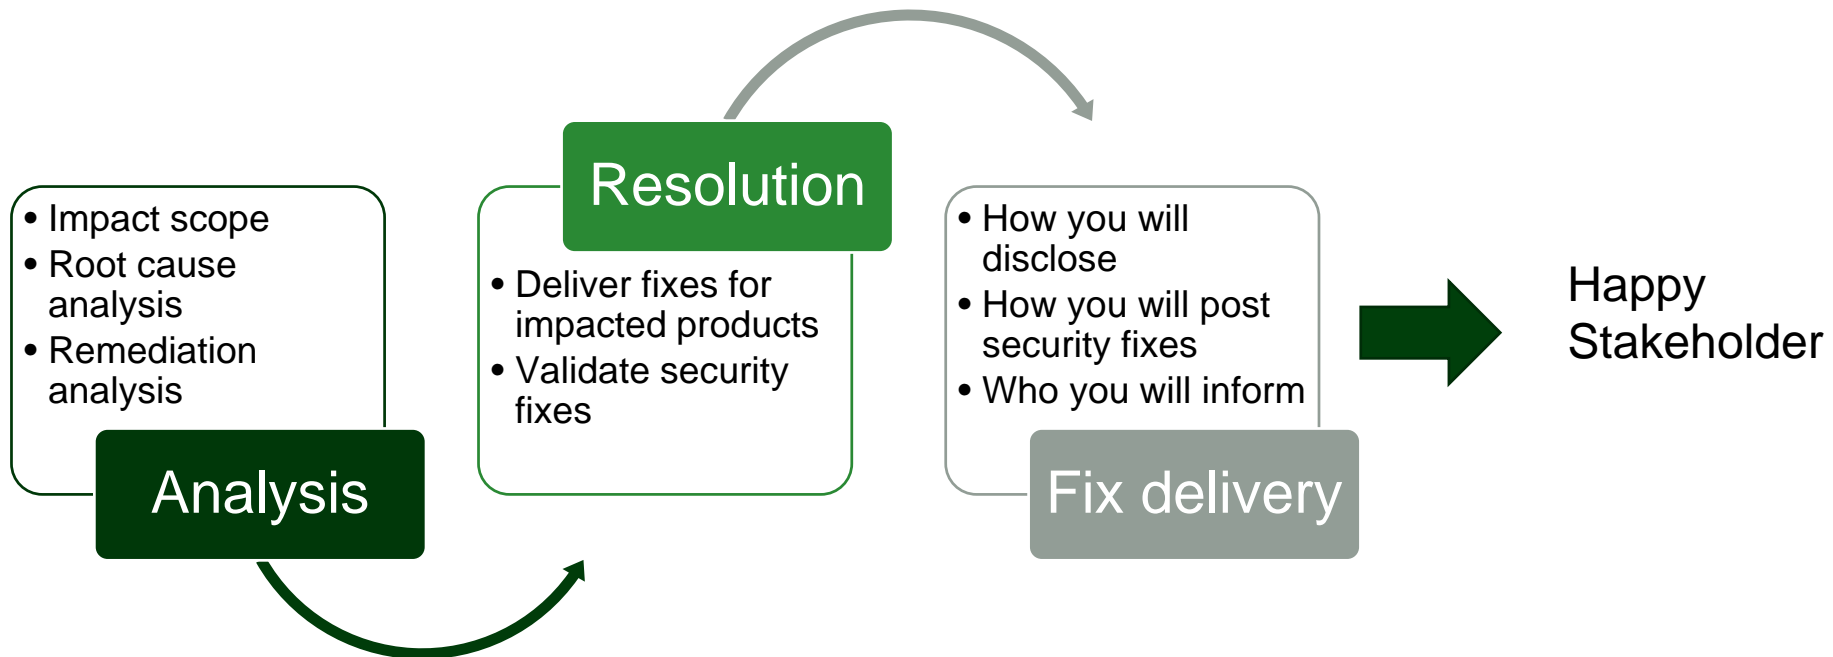 • Impact scope
• Root cause
analysis
• Remediation
analysis
Analysis
Resolution
• Deliver fixes for
impacted products
• Validate security
fixes
• How you will
disclose
• How you will post
security fixes
• Who you will inform
Fix delivery
Happy
Stakeholder